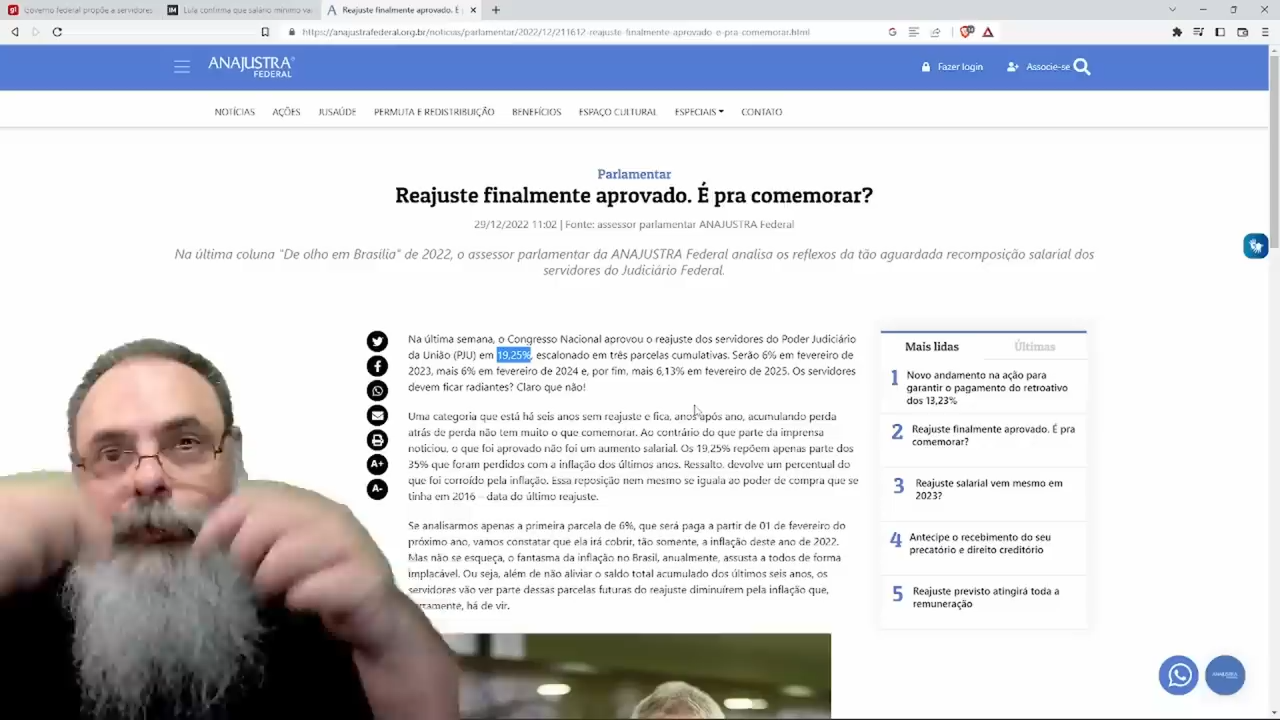 Governo federal propõe a servidores
Lula confirma que salário mínimo va
Reajuste finalmente aprovado. É
https://anajustrafederal.org.br/noticias/parlamentar/2022/12/211612-reajuste-finalmente-aprovado-e-pra-comemorar.html
ANAJUSTRA
FEDERAL
Fazer login
Associe-se
NOTÍCIAS AÇÕES JUSAÚDE PERMUTA E REDISTRIBUIÇÃO BENEFÍCIOS ESPAÇO CULTURAL ESPECIAIS CONTATO
Parlamentar
Reajuste finalmente aprovado. É pra comemorar?
29/12/2022 11:02 | Fonte: assessor parlamentar ANAJUSTRA Federal
Na última coluna "De olho em Brasília" de 2022, o assessor parlamentar da ANAJUSTRA Federal analisa os reflexos da tão aguardada recomposição salarial dos
servidores do Judiciário Federal.
Na última semana, o Congresso Nacional aprovou o reajuste dos servidores do Poder Judiciário
da União (PJU) em 19,25%, escalonado em três parcelas cumulativas. Serão 6% em fevereiro de
2023, mais 6% em fevereiro de 2024 e, por fim, mais 6,13% em fevereiro de 2025. Os servidores
devem ficar radiantes? Claro que não!
Uma categoria que está há seis anos sem reajuste e fica, ano após ano, acumulando perda
atrás de perda não tem muito o que comemorar. Ao contrário do que parte da imprensa
noticiou, o que foi aprovado não foi um aumento salarial. Os 19,25% repõem apenas parte dos
35% que foram perdidos com a inflação dos últimos anos. Ressalto, devolve um percentual do
que foi corroído pela inflação. Essa reposição nem mesmo se iguala ao poder de compra que se
tinha em 2016 – data do último reajuste.
Se analisarmos apenas a primeira parcela de 6%, que será paga a partir de 01 de fevereiro do
próximo ano, vamos constatar que ela irá cobrir, tão somente, a inflação deste ano de 2022.
Mas não se esqueça, o fantasma da inflação no Brasil, anualmente, assusta a todos de forma
implacável. Ou seja, além de não aliviar o saldo total acumulado dos últimos seis anos, os
servidores vão ver parte dessas parcelas futuras do reajuste diminuírem pela inflação que,
há de vir.
A+
A-
Mais lidas Últimas
1 Novo andamento na ação para
garantir o pagamento do retroativo
dos 13,23%
2 Reajuste finalmente aprovado. É pra
comemorar?
3 Reajuste salarial vem mesmo em
2023?
4 Antecipe o recebimento do seu
precatório e direito creditório
5 Reajuste previsto atingirá toda a
remuneração